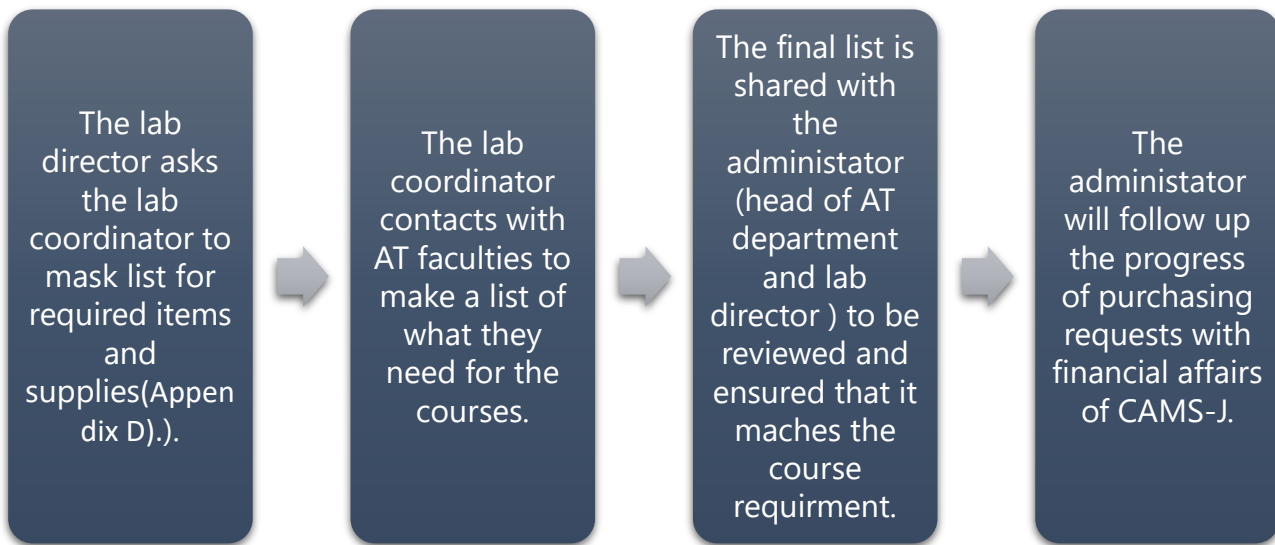 The lab
director asks
the lab
coordinator to
mask list for
required items
and
supplies(Appen
dix D).).
The lab
coordinator
contacts with
AT faculties to
make a list of
what they
need for the
courses.
The final list is
shared with
the
administator
(head of AT
department
and lab
director ) to be
reviewed and
ensured that it
maches the
course
requirment.
The
administator
will follow up
the progress
of purchasing
requests with
financial affairs
of CAMS-J.